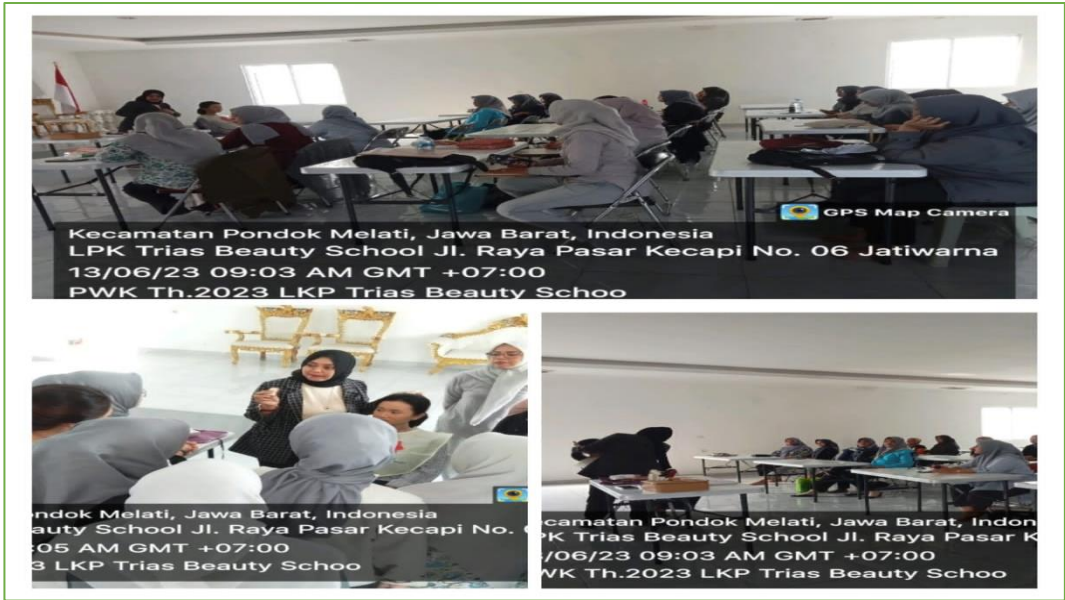 GPS Map Camera
Kecamatan Pondok Melati, Jawa Barat, Indonesia
LPK Trias Beauty School Jl. Raya Pasar Kecapi No. 06 Jatiwarna
13/06/23 09:03 AM GMT +07:00
PWK Th.2023 LKP Trias Beauty Schoo
ndok Melati, Jawa Barat, Indonesia
auty School Jl. Raya Pasar Kecapi No.
:05 AM GMT +07:00
3 LKP Trias Beauty Schoo
camatan Pondok Melati, Jawa Barat, Indon
PK Trias Beauty School Jl. Raya Pasar K
/06/23 09:03 AM GMT +07:00
WK Th.2023 LKP Trias Beauty Schoo